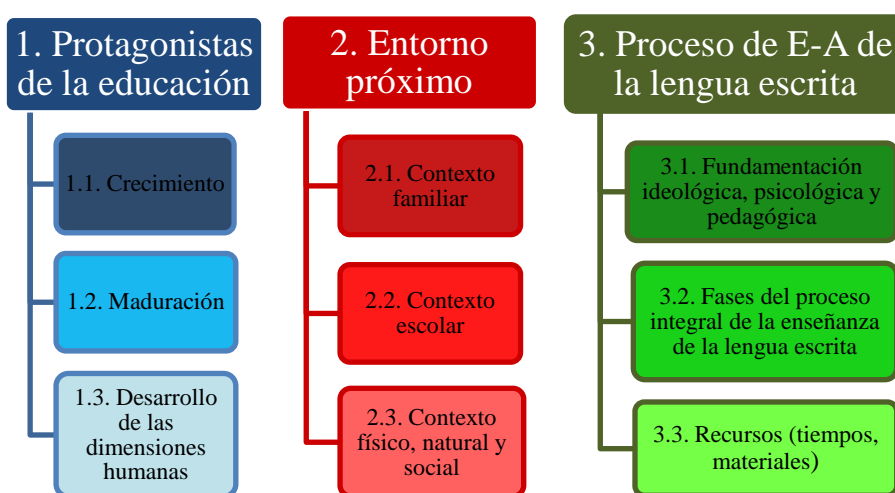 1. Protagonistas
de la educación
1.1. Crecimiento
1.2. Maduración
1.3. Desarrollo
de las
dimensiones
humanas
2. Entorno
próximo
2.1. Contexto
familiar
2.2. Contexto
escolar
2.3. Contexto
físico, natural y
social
3. Proceso de E-A de
la lengua escrita
3.1. Fundamentación
ideológica, psicológica y
pedagógica
3.2. Fases del proceso
integral de la enseñanza
de la lengua escrita
3.3. Recursos (tiempos,
materiales)